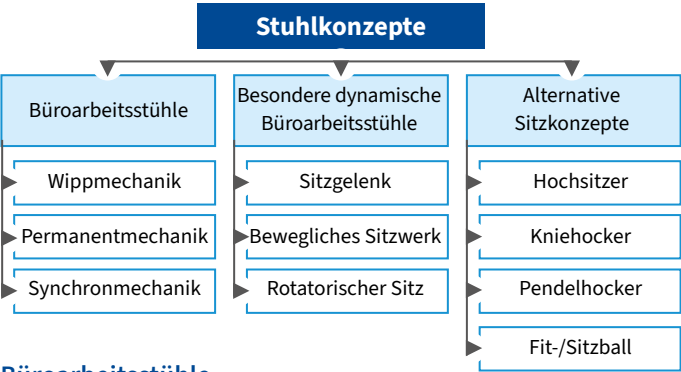 Stuhlkonzepte
Büroarbeitsstühle
Besondere dynamische
Büroarbeitsstühle
Alternative
Sitzkonzepte
Wippmechanik
Sitzgelenk
Hochsitzer
Permanentmechanik
Bewegliches Sitzwerk
Kniehocker
Synchronmechanik
Rotatorischer Sitz
Pendelhocker
Fit-/Sitzball
Büroarbeitsstühle